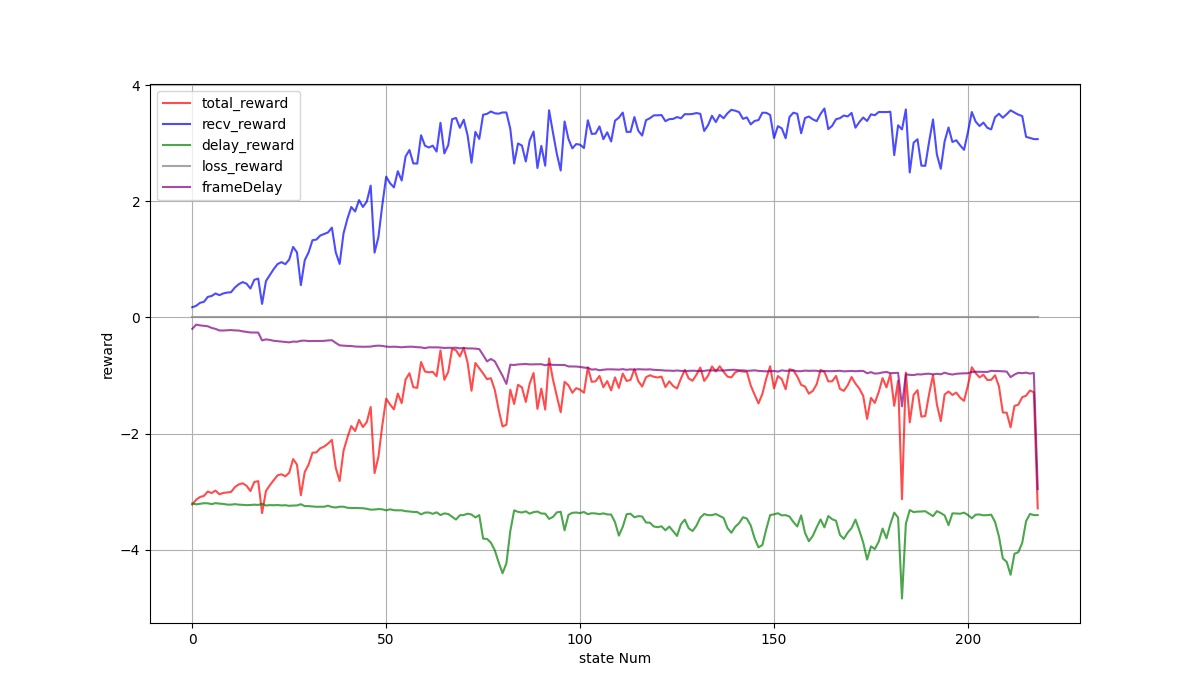 total_reward
recv_reward
delay_reward
loss_reward
frameDelay
4
2
0
−2
−4
reward
0 50 100 150 200
state Num